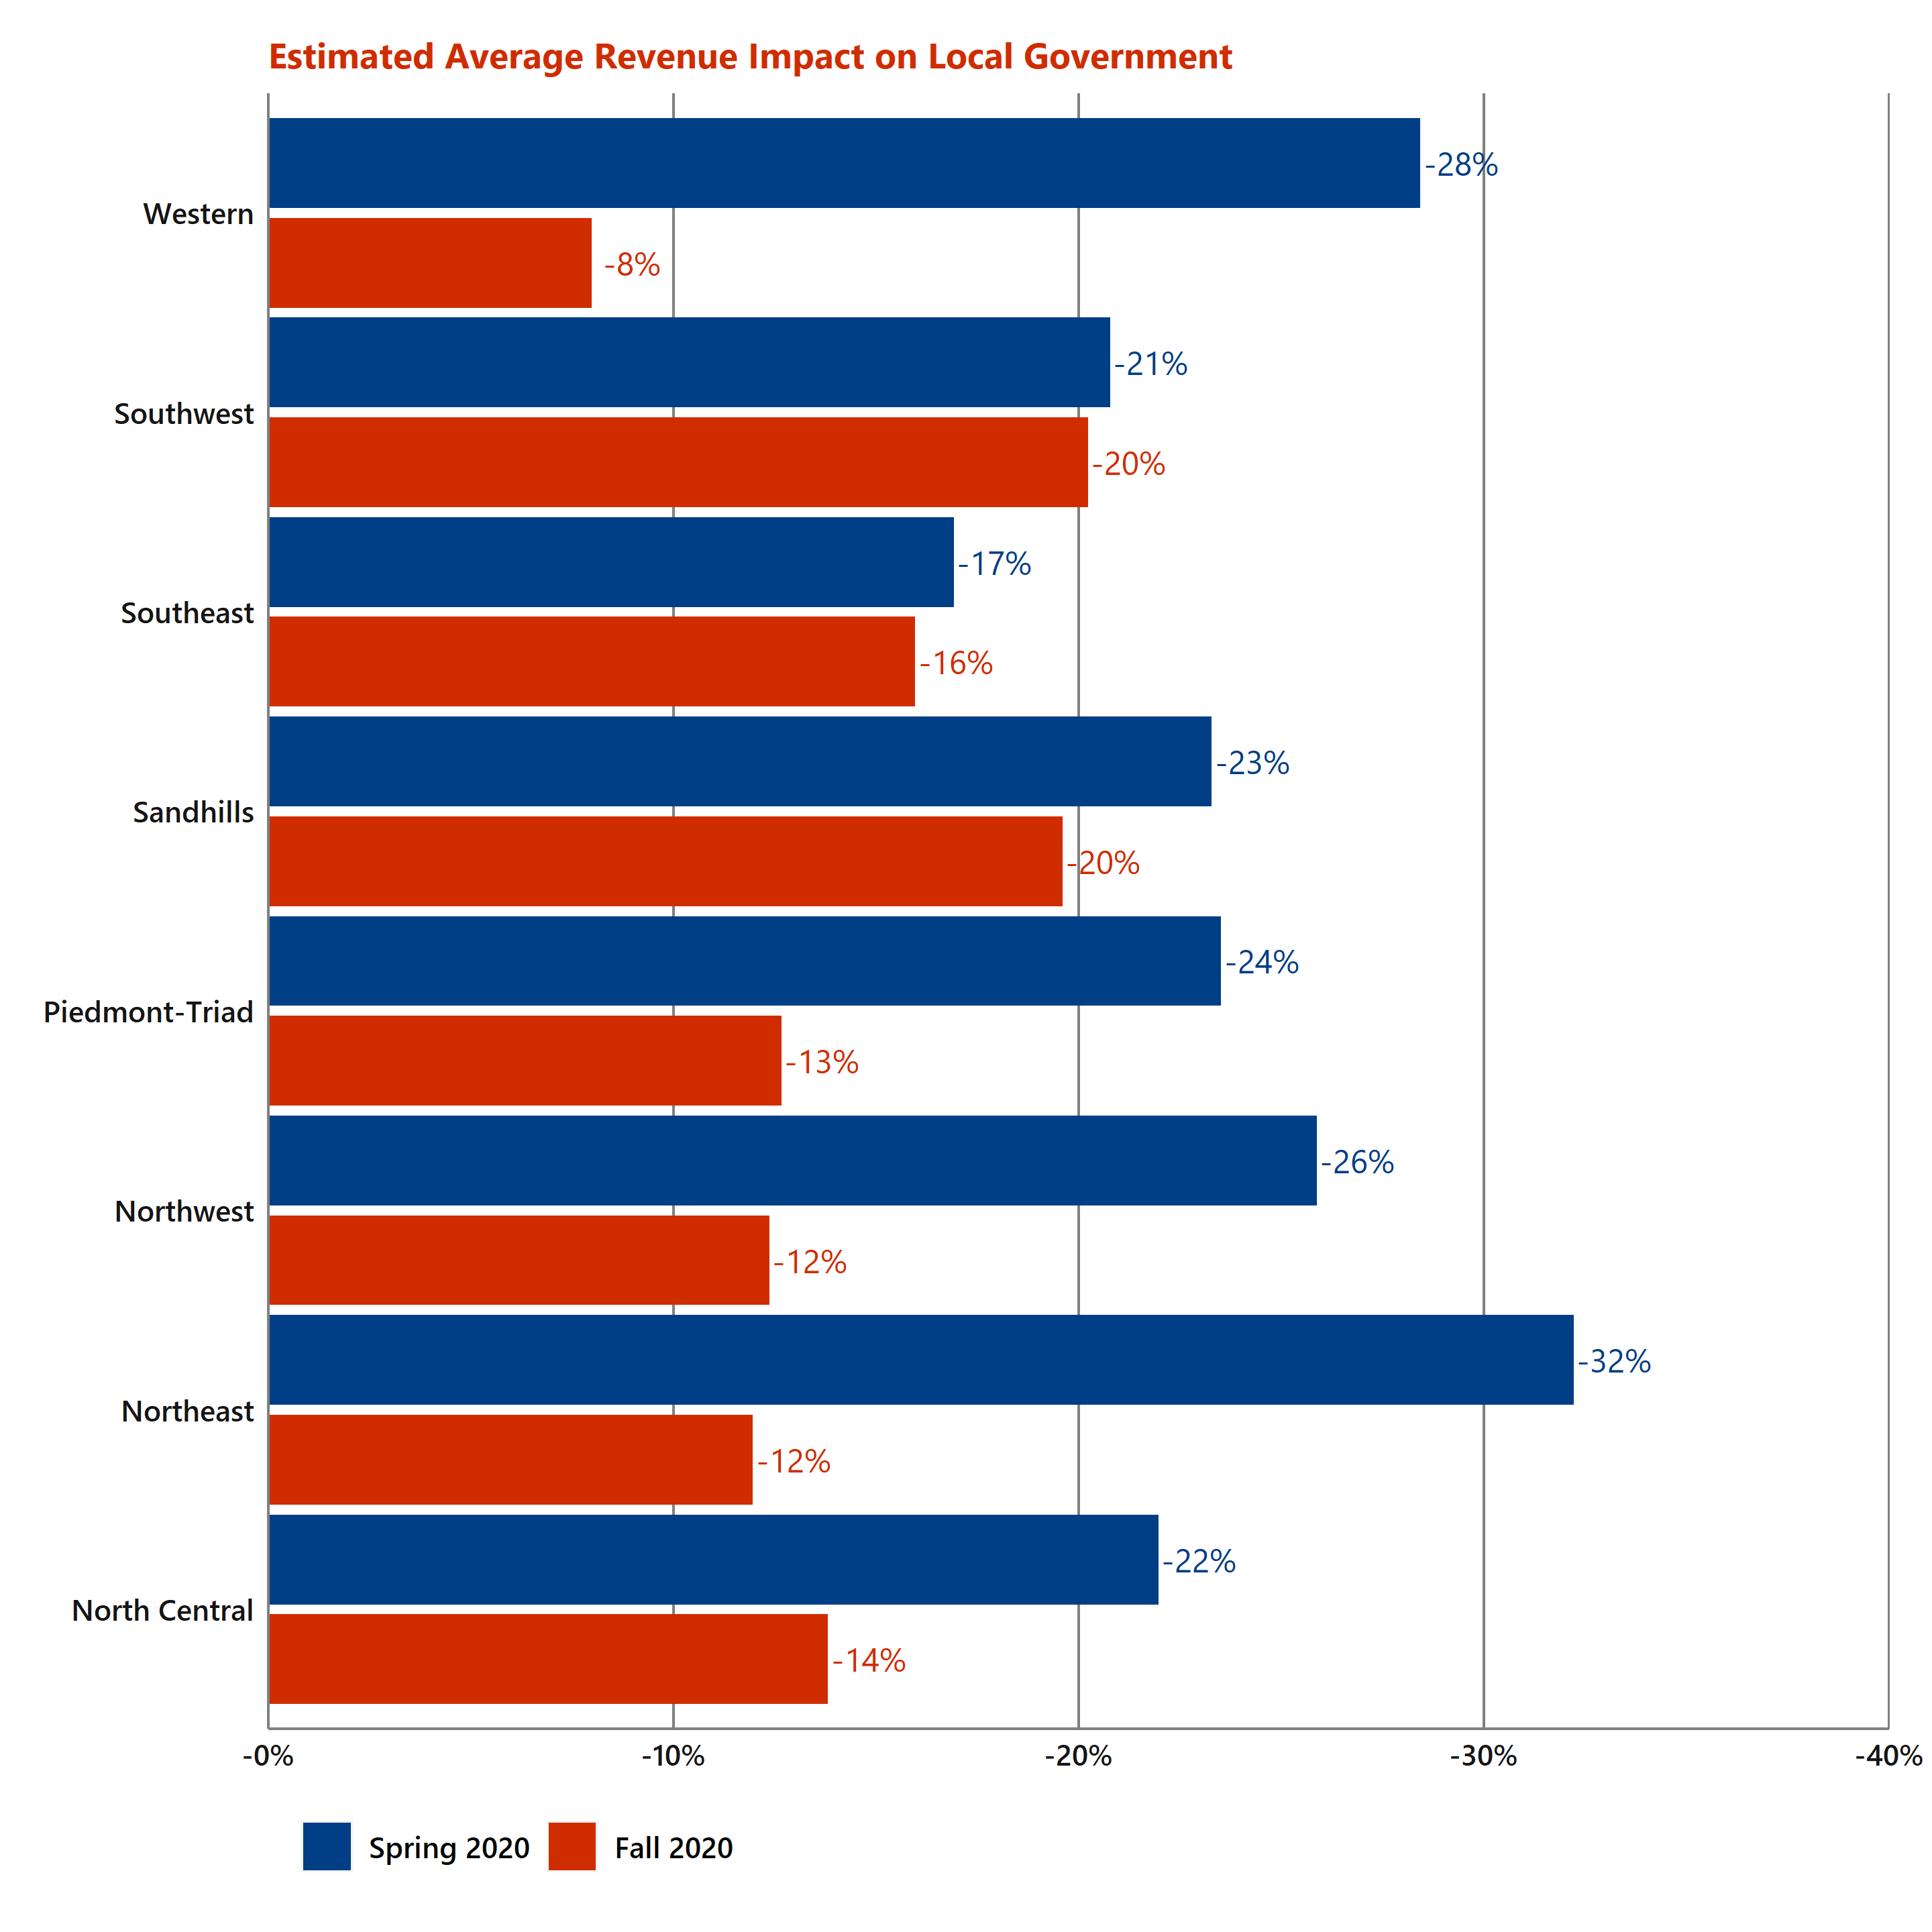 Estimated Average Revenue Impact on Local Government
-28%
Western
-8%
-21%
Southwest
-20%
-17%
Southeast
-16%
-23%
Sandhills
-20%
-24%
Piedmont-Triad
-13%
-26%
Northwest
-12%
-32%
Northeast
-12%
-22%
North Central
-14%
-0% -10% -20% -30% -40%
Spring 2020 Fall 2020